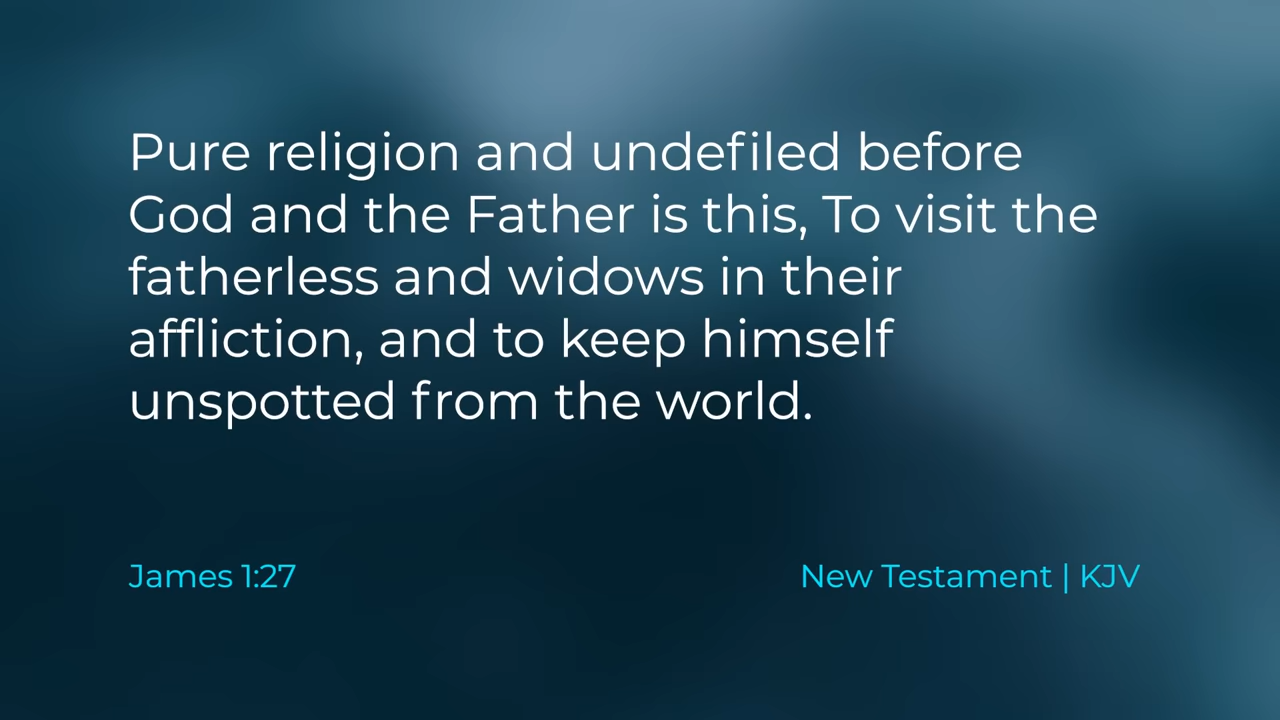 Pure religion and undefiled before
God and the Father is this, To visit the
fatherless and widows in their
affliction, and to keep himself
unspotted from the world.
James 1:27
New Testament | KJV